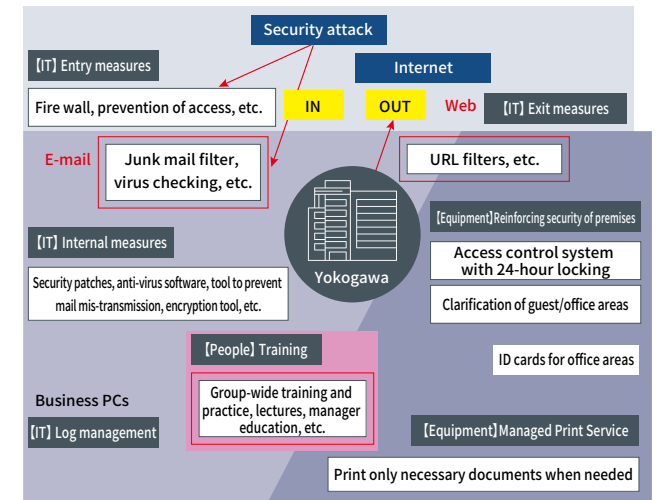 Security attack
【IT】Entry measures
Internet
Fire wall, prevention of access, etc.
IN
OUT
Web
【IT】Exit measures
E-mail
Junk mail filter,
virus checking, etc.
URL filters, etc.
【Equipment】Reinforcing security of premises
【IT】Internal measures
Access control system
with 24-hour locking
Yokogawa
Security patches, anti-virus software, tool to prevent
mail mis-transmission, encryption tool, etc.
Clarification of guest/office areas
【People】Training
ID cards for office areas
Group-wide training and
practice, lectures, manager
education, etc.
Business PCs
【IT】Log management
【Equipment】Managed Print Service
Print only necessary documents when needed